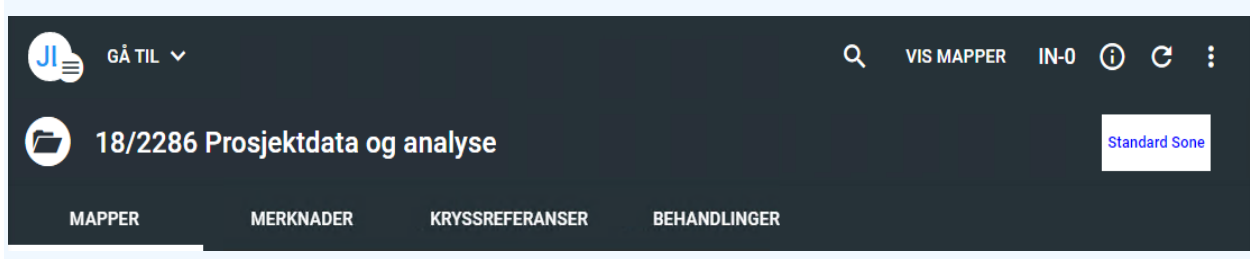 JI GÅ TIL VIS MAPPER IN-0
18/2286 Prosjektdata og analyse Standard Sone
MAPPER MERKNADER KRYSSREFERANSER BEHANDLINGER